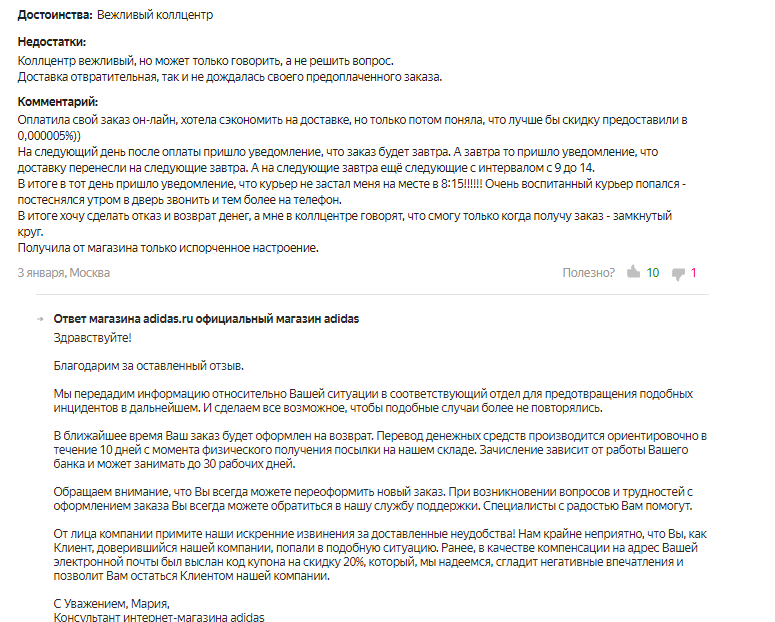 Достоинства: Вежливый коллцентр
Недостатки:
Коллцентр вежливый, но может только говорить, а не решить вопрос.
Доставка отвратительная, так и не дождалась своего предоплаченного заказа.
Комментарий:
Оплатила свой заказ он-лайн, хотела сэкономить на доставке, но только потом поняла, что лучше бы скидку предоставили в
0,000005%))
На следующий день после оплаты пришло уведомление, что заказ будет завтра. А завтра то пришло уведомление, что
доставку перенесли на следующие завтра. А на следующие завтра ещё следующие с интервалом с 9 до 14.
В итоге в тот день пришло уведомление, что курьер не застал меня на месте в 8:15!!!!!! Очень воспитанный курьер попался -
постеснялся утром в дверь звонить и тем более на телефон.
В итоге хочу сделать отказ и возврат денег, а мне в коллцентре говорят, что смогу только когда получу заказ - замкнутый
круг.
Получила от магазина только испорченное настроение.
3 января, Москва Полезно? 10 1
Ответ магазина adidas.ru официальный магазин adidas
Здравствуйте!
Благодарим за оставленный отзыв.
Мы передадим информацию относительно Вашей ситуации в соответствующий отдел для предотвращения подобных
инцидентов в дальнейшем. И сделаем все возможное, чтобы подобные случаи более не повторялись.
В ближайшее время Ваш заказ будет оформлен на возврат. Перевод денежных средств производится ориентировочно в
течение 10 дней с момента физического получения посылки на нашем складе. Зачисление зависит от работы Вашего
банка и может занимать до 30 рабочих дней.
Обращаем внимание, что Вы всегда можете переоформить новый заказ. При возникновении вопросов и трудностей с
оформлением заказа Вы всегда можете обратиться в нашу службу поддержки. Специалисты с радостью Вам помогут.
От лица компании примите наши искренние извинения за доставленные неудобства! Нам крайне неприятно, что Вы, как
Клиент, доверившийся нашей компании, попали в подобную ситуацию. Ранее, в качестве компенсации на адрес Вашей
электронной почты был выслан код купона на скидку 20%, который, мы надеемся, сгладит негативные впечатления и
позволит Вам остаться Клиентом нашей компании.
С Уважением, Мария,
Консультант интернет-магазина adidas